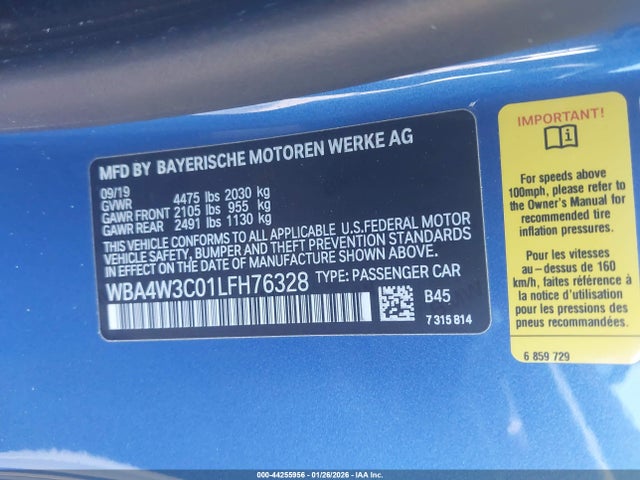 MFD BY BAYERISCHE MOTOREN WERKE AG
09/19
GVWR 4475 lbs 2030 kg
GAWR FRONT 2105 lbs 955 kg
GAWR REAR 2491 lbs 1130 kg
THIS VEHICLE CONFORMS TO ALL APPLICABLE U.S.FEDERAL MOTOR
VEHICLE SAFETY, BUMPER AND THEFT PREVENTION STANDARDS
IN EFFECT ON THE DATE OF MANUFACTURE SHOWN ABOVE.
WBA4W3C01LFH76328 TYPE: PASSENGER CAR
B45
7 315 814
IMPORTANT!
For speeds above
100mph, please refer to
the Owner's Manual for
recommended tire
inflation pressures.
Pour les vitesses
au-dessus de 160
km/h, faites référence à
la notice d'utilisation
pour les pressions des
pneus recommandées.
6 859 729
000-44255956 - 01/26/2026 - IAA Corp.